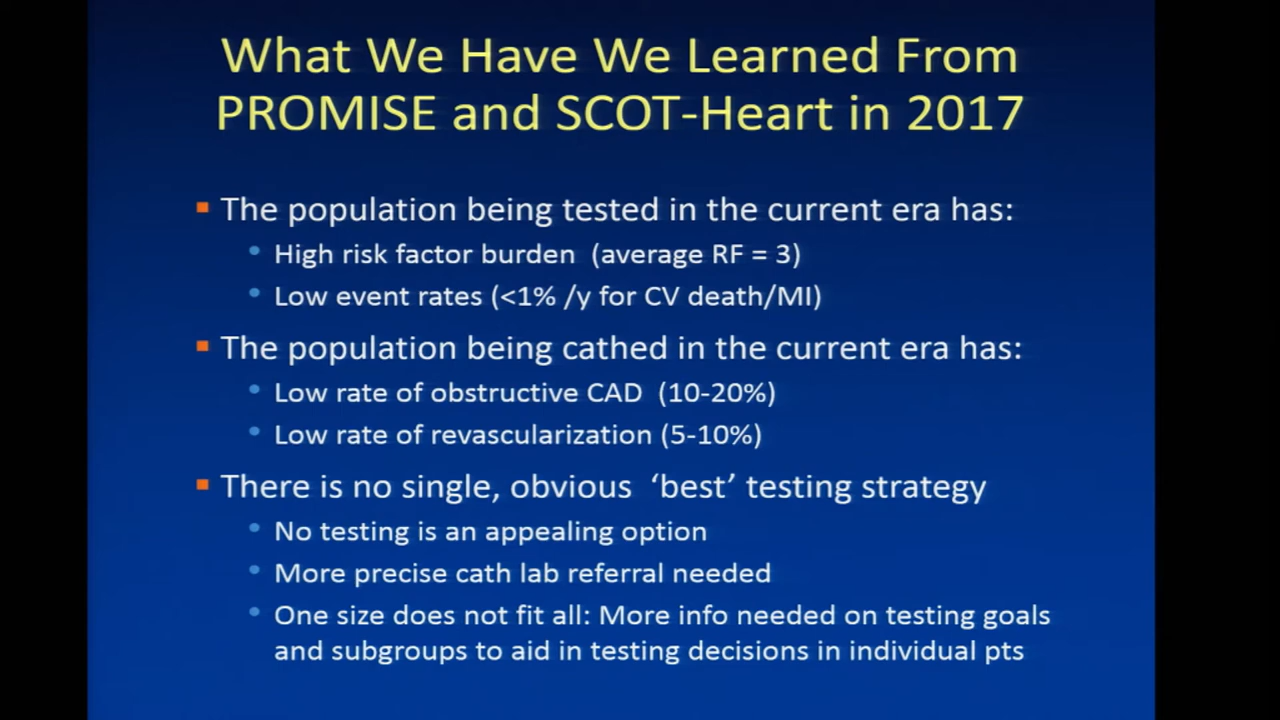 What We Have We Learned From
PROMISE and SCOT-Heart in 2017
The population being tested in the current era has:
High risk factor burden (average RF = 3)
Low event rates (<1% /y for CV death/MI)
The population being cathed in the current era has:
Low rate of obstructive CAD (10-20%)
Low rate of revascularization (5-10%)
There is no single, obvious ‘best’ testing strategy
No testing is an appealing option
More precise cath lab referral needed
One size does not fit all: More info needed on testing goals
and subgroups to aid in testing decisions in individual pts